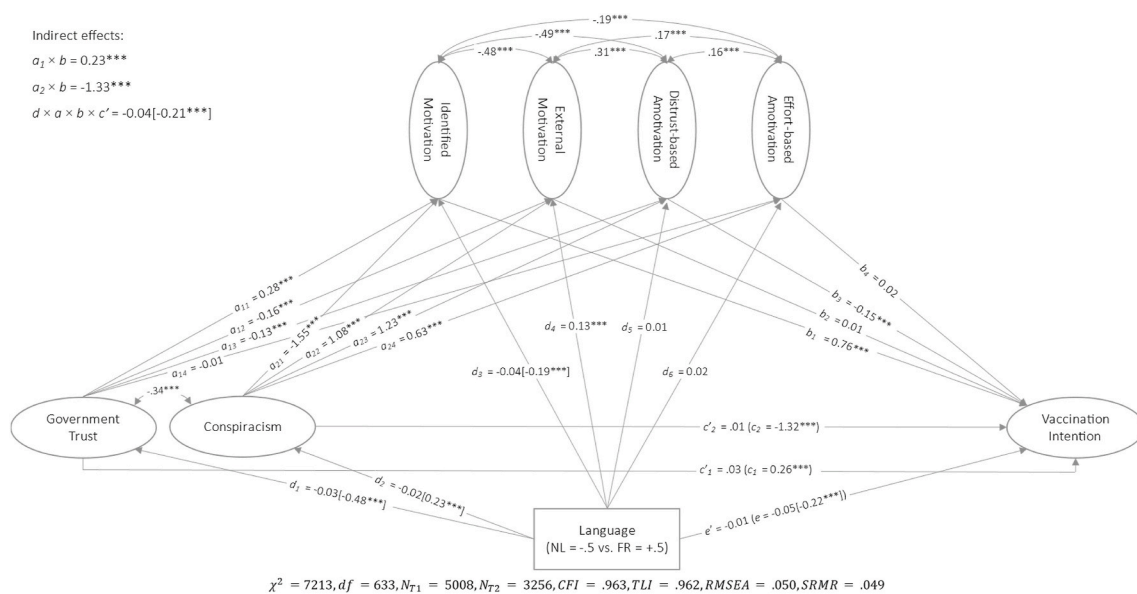 Indirect effects:
a₁ × b = 0.23***
a₂ × b = -1.33***
d × a × b × c' = -0.04[-0.21***]
-.19***
-.49***
.17***
-.48***
.31***
.16***
Identified
Motivation
External
Motivation
Distrust-based
Amotivation
Effort-based
Amotivation
a₁₁ = 0.28***
a₁₂ = -0.16***
a₁₃ = -0.13***
a₁₄ = -0.01
a₂₁ = -1.55***
a₂₂ = 1.08***
a₂₃ = 1.23***
a₂₄ = 0.63***
d₃ = -0.04[-0.19***]
d₄ = 0.13***
d₅ = 0.01
d₆ = 0.02
b₄ = 0.02
b₃ = -0.15***
b₂ = 0.01
b₁ = 0.76***
-.34***
Government
Trust
Conspiracism
Vaccination
Intention
c'₂ = .01 (c₂ = -1.32***)
c'₁ = .03 (c₁ = 0.26***)
d₁ = -0.03[-0.48***]
d₂ = -0.02[0.23***]
e' = -0.01 (e = -0.05[-0.22***])
Language
(NL = -.5 vs. FR = +.5)
χ² = 7213, df = 633, N_T1 = 5008, N_T2 = 3256, CFI = .963, TLI = .962, RMSEA = .050, SRMR = .049